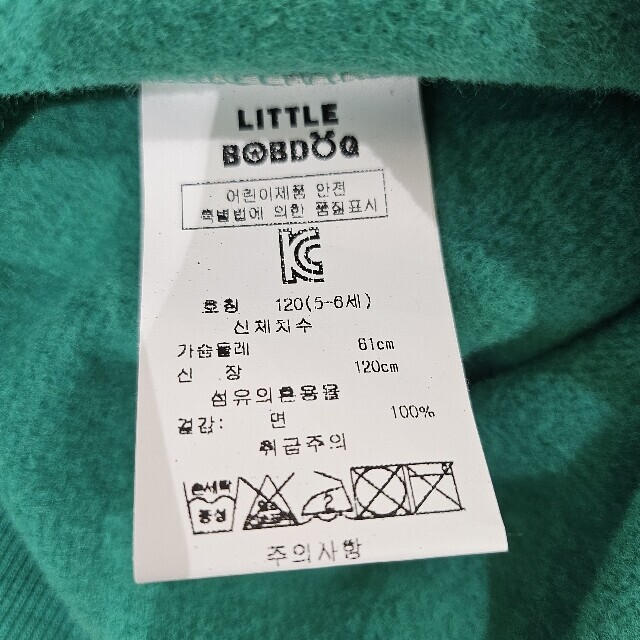 LITTLE
BOBDOG
어린이제품 안전
특별법에 의한 품질표시
KC
호칭 120(5-6세)
신체치수
가슴둘레 61cm
신 장 120cm
섬유의혼용율
겉감: 면 100%
취급주의
손세탁
중성
2
주의사항